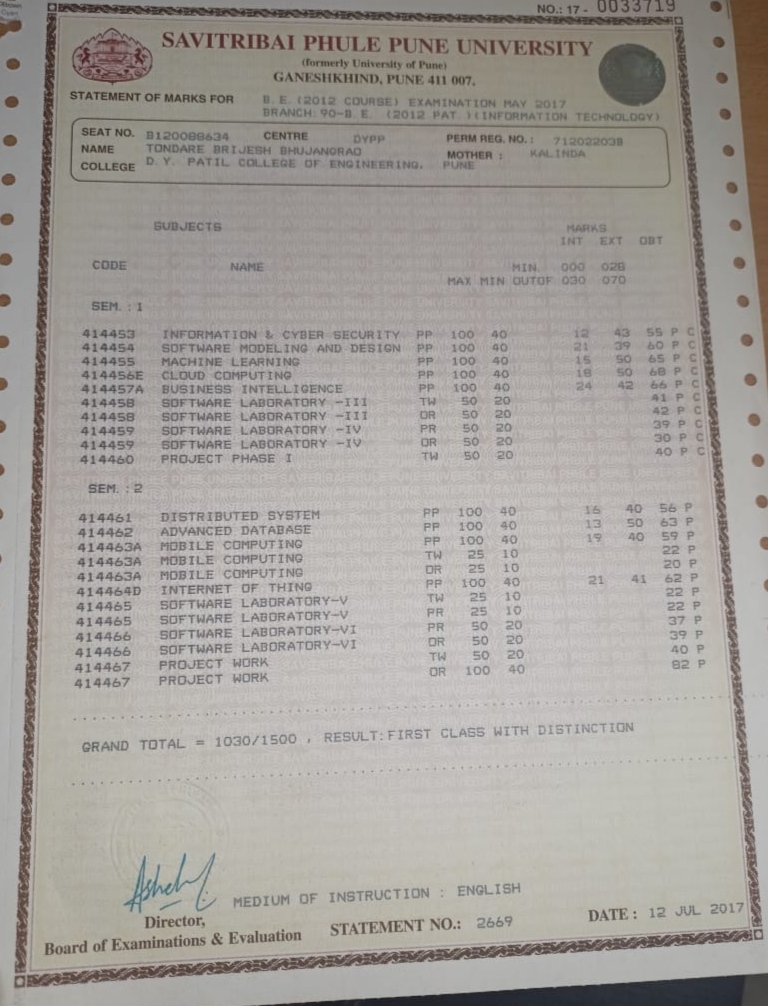 NO.: 17 - 0033719
SAVITRIBAI PHULE PUNE UNIVERSITY
(formerly University of Pune)
GANESHKHIND, PUNE 411 007.
STATEMENT OF MARKS FOR B.E.(2012 COURSE) EXAMINATION MAY 2017
BRANCH:90-B.E. (2012 PAT.)(INFORMATION TECHNOLOGY)
SEAT NO. B120088634 CENTRE DYPP PERM REG. NO.: 71202203B
NAME TONDARE BRIJESH BHUJANGRAO MOTHER : KALINDA
COLLEGE D.Y. PATIL COLLEGE OF ENGINEERING, PUNE
SUBJECTS MARKS
INT EXT OBT
CODE NAME MIN. 000 028
MAX MIN OUTOF 030 070
SEM. : 1
414453 INFORMATION & CYBER SECURITY PP 100 40 12 43 55 P C
414454 SOFTWARE MODELING AND DESIGN PP 100 40 21 39 60 P C
414455 MACHINE LEARNING PP 100 40 15 50 65 P C
414456E CLOUD COMPUTING PP 100 40 18 50 68 P C
414457A BUSINESS INTELLIGENCE PP 100 40 24 42 66 P C
414458 SOFTWARE LABORATORY -III TW 50 20 41 P C
414458 SOFTWARE LABORATORY -III OR 50 20 42 P C
414459 SOFTWARE LABORATORY -IV PR 50 20 39 P C
414459 SOFTWARE LABORATORY -IV OR 50 20 30 P C
414460 PROJECT PHASE I TW 50 20 40 P C
SEM. : 2
414461 DISTRIBUTED SYSTEM PP 100 40 16 40 56 P
414462 ADVANCED DATABASE PP 100 40 13 50 63 P
414463A MOBILE COMPUTING PP 100 40 19 40 59 P
414463A MOBILE COMPUTING TW 25 10 22 P
414463A MOBILE COMPUTING OR 25 10 20 P
414464D INTERNET OF THING PP 100 40 21 41 62 P
414465 SOFTWARE LABORATORY-V TW 25 10 22 P
414465 SOFTWARE LABORATORY-V PR 25 10 22 P
414466 SOFTWARE LABORATORY-VI PR 50 20 37 P
414466 SOFTWARE LABORATORY-VI OR 50 20 39 P
414467 PROJECT WORK TW 50 20 40 P
414467 PROJECT WORK OR 100 40 82 P
GRAND TOTAL = 1030/1500 , RESULT:FIRST CLASS WITH DISTINCTION
MEDIUM OF INSTRUCTION : ENGLISH
Director,
Board of Examinations & Evaluation STATEMENT NO.: 2669 DATE : 12 JUL 2017